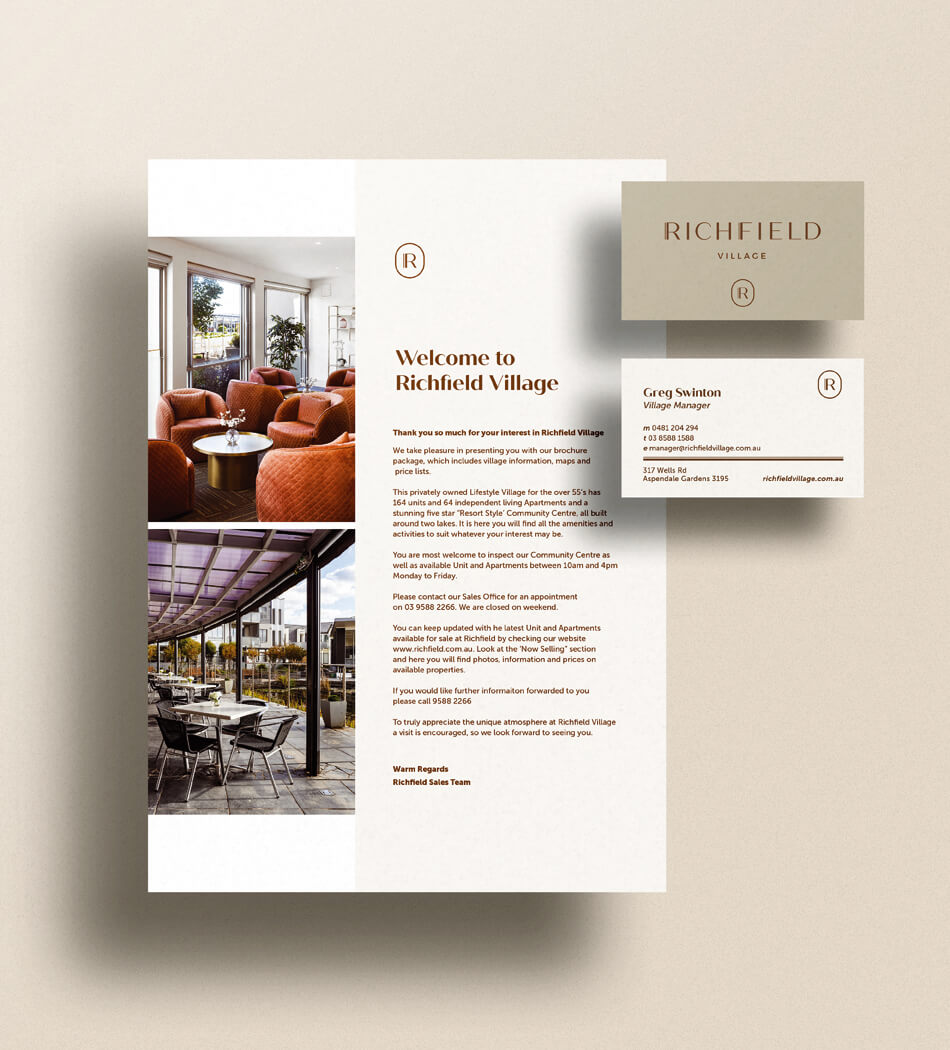 R
Welcome to
Richfield Village
Thank you so much for your interest in Richfield Village
We take pleasure in presenting you with our brochure
package, which includes village information, maps and
price lists.
This privately owned Lifestyle Village for the over 55's has
164 units and 64 independent living Apartments and a
stunning five star "Resort Style' Community Centre, all built
around two lakes. It is here you will find all the amenities and
activities to suit whatever your interest may be.
You are most welcome to inspect our Community Centre as
well as available Unit and Apartments between 10am and 4pm
Monday to Friday.
Please contact our Sales Office for an appointment
on 03 9588 2266. We are closed on weekend.
You can keep updated with he latest Unit and Apartments
available for sale at Richfield by checking our website
www.richfield.com.au. Look at the 'Now Selling" section
and here you will find photos, information and prices on
available properties.
If you would like further informaiton forwarded to you
please call 9588 2266
To truly appreciate the unique atmosphere at Richfield Village
a visit is encouraged, so we look forward to seeing you.
Warm Regards
Richfield Sales Team
RICHFIELD
VILLAGE
R
R
Greg Swinton
Village Manager
m 0481 204 294
t 03 8588 1588
e manager@richfieldvillage.com.au
317 Wells Rd
Aspendale Gardens 3195
richfieldvillage.com.au